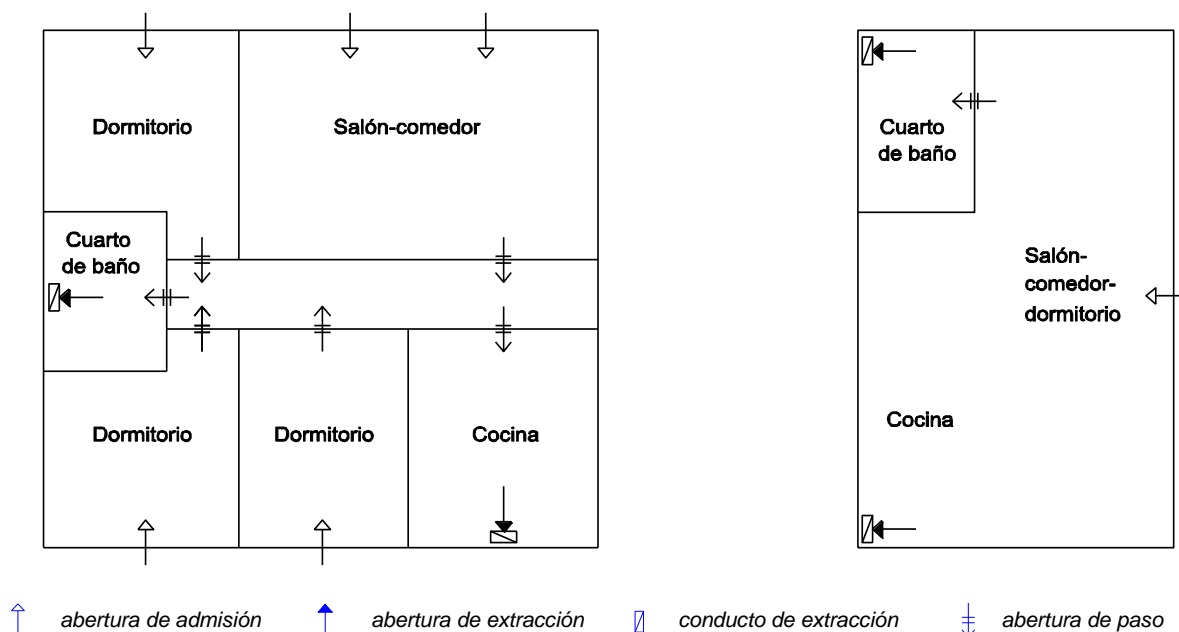 Dormitorio
Salón-comedor
Cuarto
de baño
Dormitorio
Dormitorio
Cocina
Cuarto
de baño
Salón-
comedor-
dormitorio
Cocina
abertura de admisión
abertura de extracción
conducto de extracción
abertura de paso